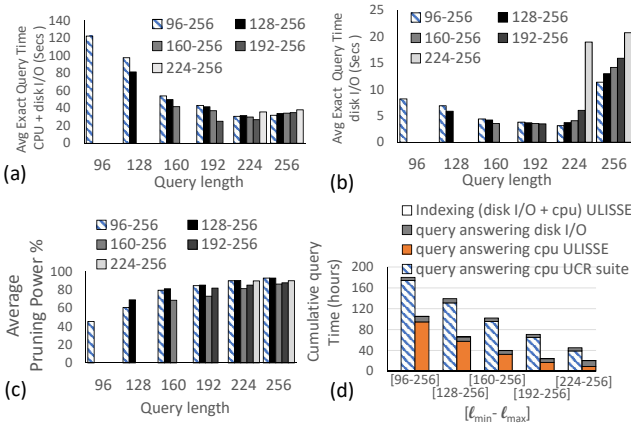 Avg Exact Query Time
CPU + disk I/O (Secs)
140
120
100
80
60
40
20
0
96-256
128-256
160-256
192-256
224-256
96 128 160 192 224 256
Query length
(a)
Avg Exact Query Time
disk I/O (Secs )
25
20
15
10
5
0
96-256
128-256
160-256
192-256
224-256
96 128 160 192 224 256
Query length
(b)
96-256
128-256
160-256
192-256
224-256
Average
Pruning Power %
100
80
60
40
20
0
96 128 160 192 224 256
Query length
(c)
Indexing (disk I/O + cpu) ULISSE
query answering disk I/O
query answering cpu ULISSE
query answering cpu UCR suite
Cumulative query
Time (hours)
200
160
120
80
40
0
[96-256]
[128-256]
[160-256]
[192-256]
[224-256]
[ℓmin- ℓmax]
(d)